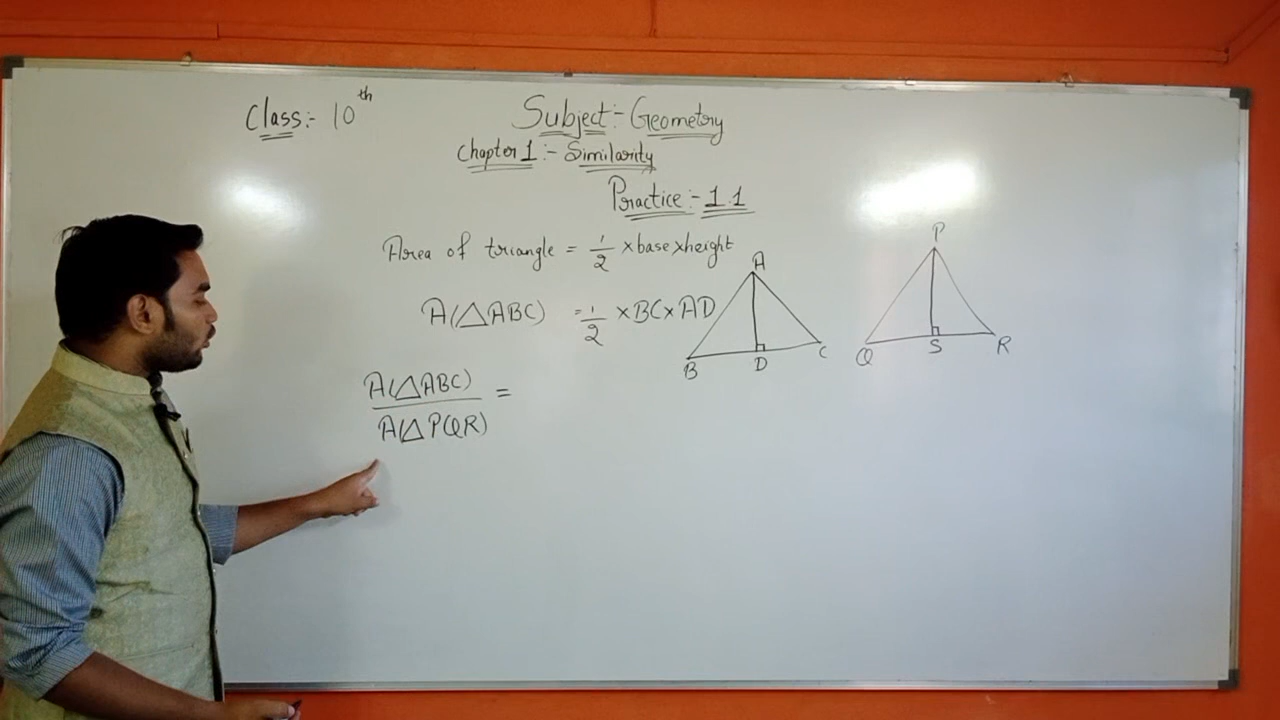 Class:- 10th
Subject:- Geometry
Chapter 1:- Similarity
Practice:- 1.1
Area of triangle = 1/2 × base × height
A(△ABC) = 1/2 × BC × AD
A(△ABC)
A(△PQR)
=
A
B
D
C
P
Q
S
R